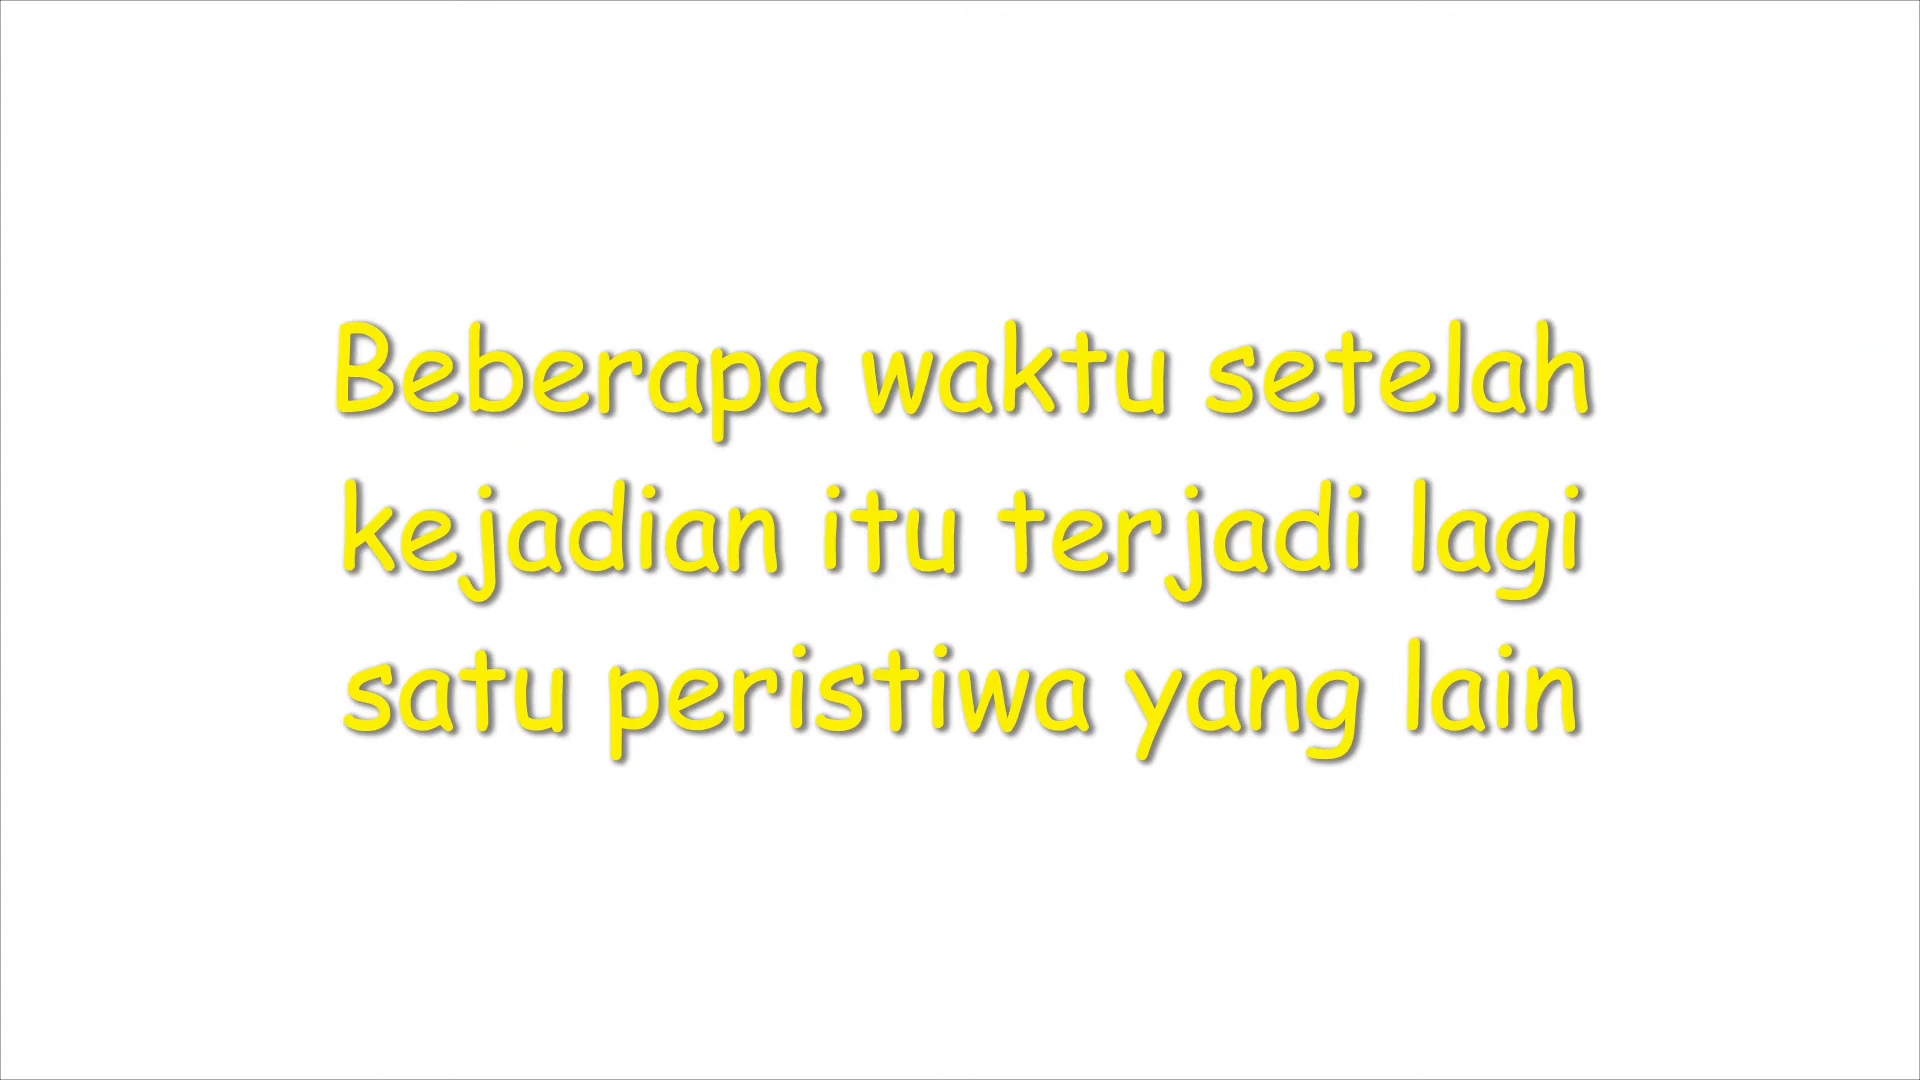 Beberapa waktu setelah
kejadian itu terjadi lagi
satu peristiwa yang lain